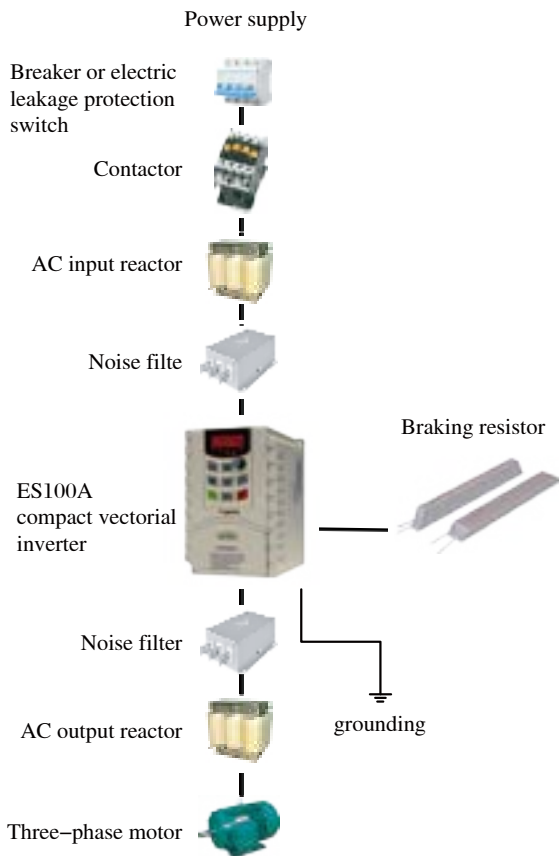 Power supply
Breaker or electric
leakage protection
switch
Contactor
AC input reactor
Noise filte
Braking resistor
ES100A
compact vectorial
inverter
Noise filter
grounding
AC output reactor
Three−phase motor